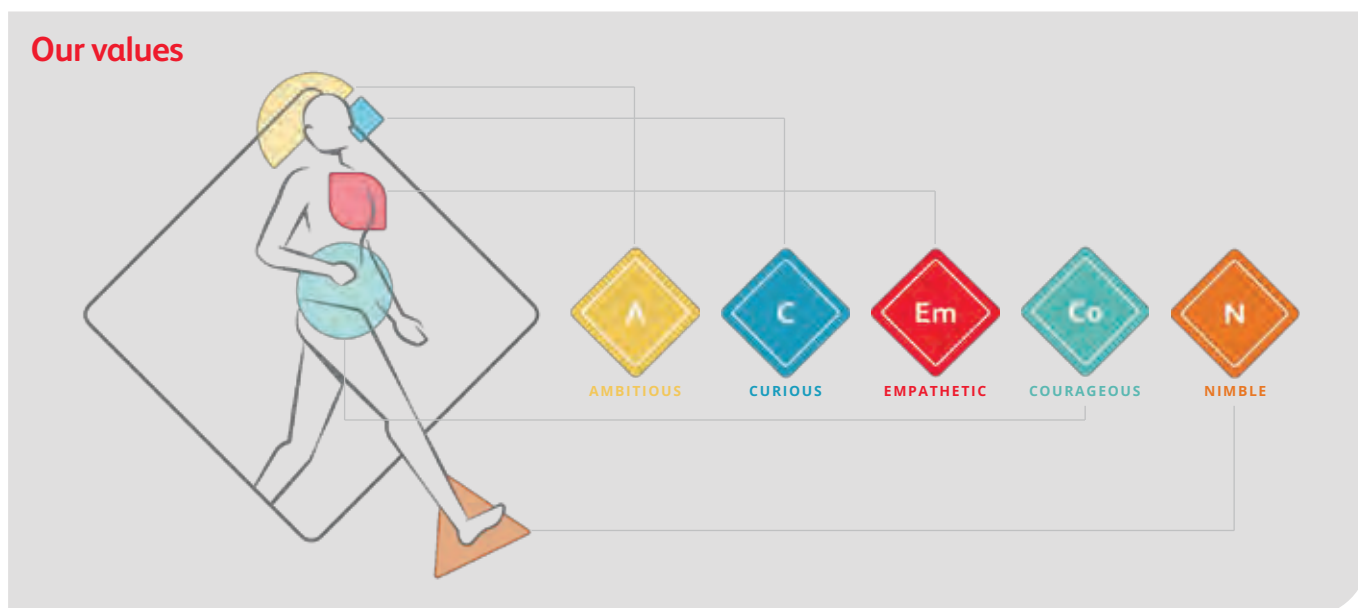 Our values
A
C
Em
Co
N
AMBITIOUS
CURIOUS
EMPATHETIC
COURAGEOUS
NIMBLE